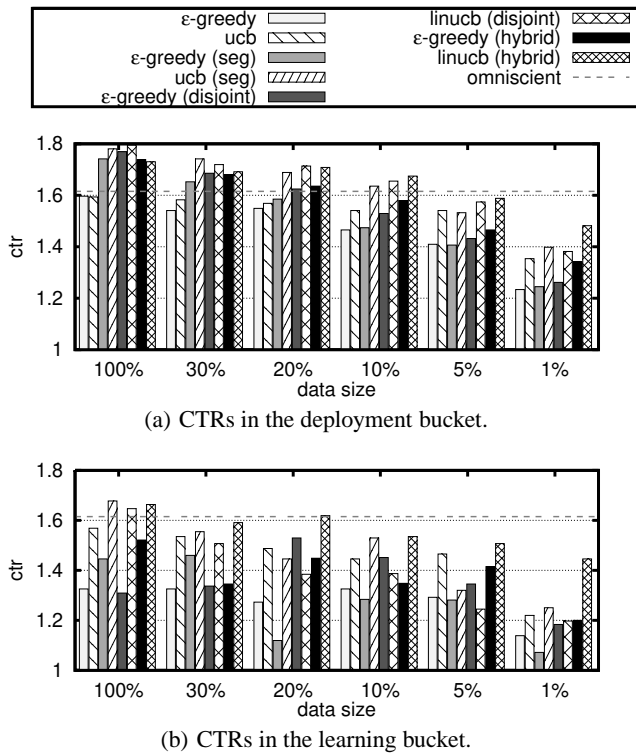 ε-greedy
ucb
ε-greedy (seg)
ucb (seg)
ε-greedy (disjoint)
linucb (disjoint)
ε-greedy (hybrid)
linucb (hybrid)
omniscient
1.8
1.6
1.4
1.2
1
ctr
100% 30% 20% 10% 5% 1%
data size
(a) CTRs in the deployment bucket.
1.8
1.6
1.4
1.2
1
ctr
100% 30% 20% 10% 5% 1%
data size
(b) CTRs in the learning bucket.